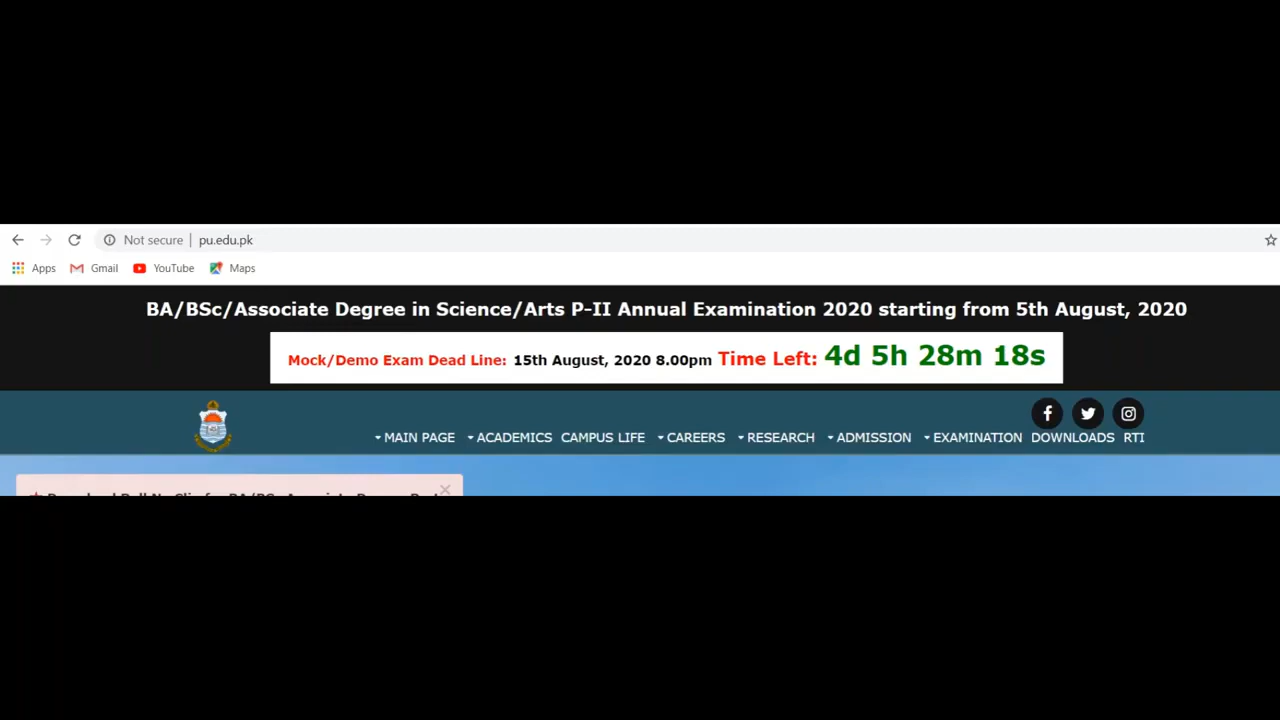 Not secure | pu.edu.pk
Apps Gmail YouTube Maps
BA/BSc/Associate Degree in Science/Arts P-II Annual Examination 2020 starting from 5th August, 2020
Mock/Demo Exam Dead Line: 15th August, 2020 8.00pm Time Left: 4d 5h 28m 18s
MAIN PAGE ACADEMICS CAMPUS LIFE CAREERS RESEARCH ADMISSION EXAMINATION DOWNLOADS RTI